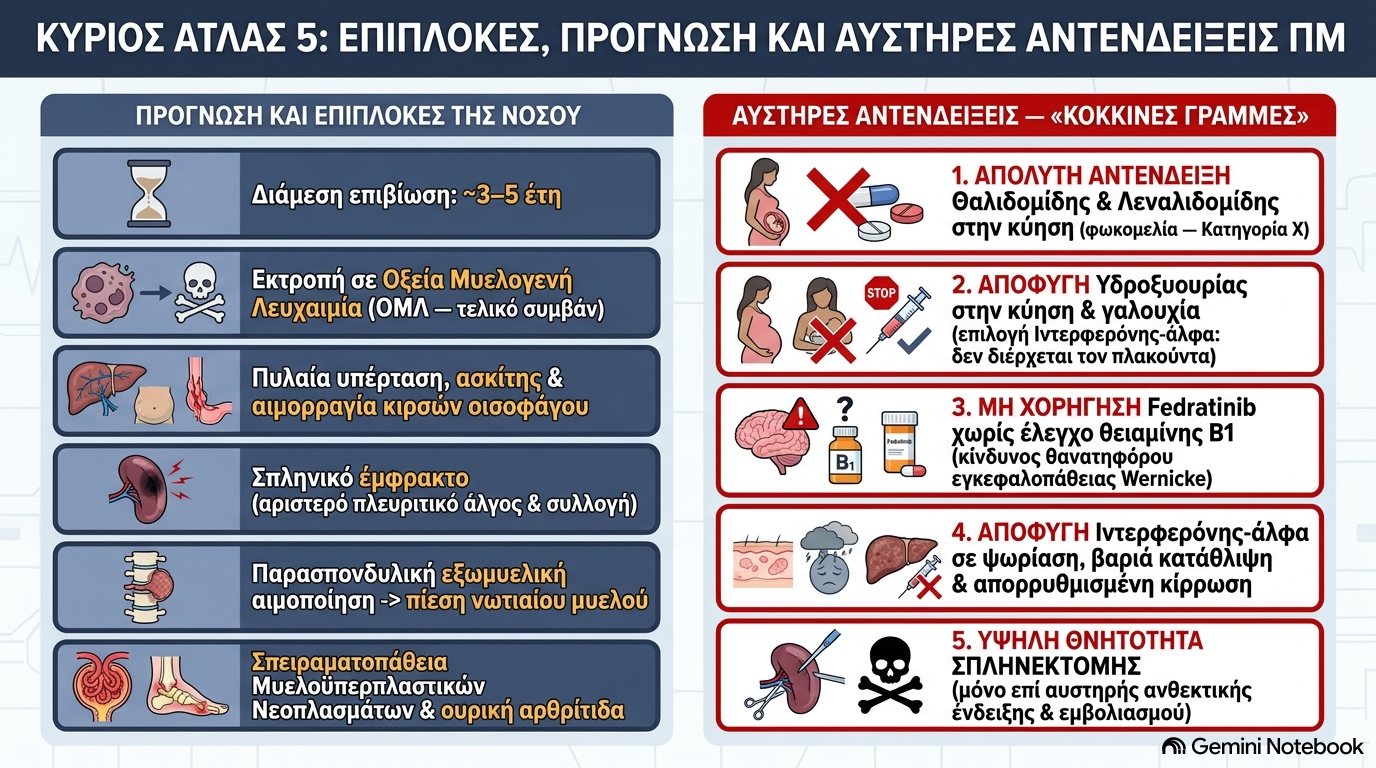 ΚΥΡΙΟΣ ΑΤΛΑΣ 5: ΕΠΙΠΛΟΚΕΣ, ΠΡΟΓΝΩΣΗ ΚΑΙ ΑΥΣΤΗΡΕΣ ΑΝΤΕΝΔΕΙΞΕΙΣ ΠΜ
ΠΡΟΓΝΩΣΗ ΚΑΙ ΕΠΙΠΛΟΚΕΣ ΤΗΣ ΝΟΣΟΥ
Διάμεση επιβίωση: ~3–5 έτη
Εκτροπή σε Οξεία Μυελογενή
Λευχαιμία (ΟΜΛ — τελικό συμβάν)
Πυλαία υπέρταση, ασκίτης &
αιμορραγία κιρσών οισοφάγου
Σπληνικό έμφρακτο
(αριστερό πλευριτικό άλγος & συλλογή)
Παρασπονδυλική εξωμυελική
αιμοποίηση -> πίεση νωτιαίου μυελού
Σπειραματοπάθεια
Μυελοϋπερπλαστικών
Νεοπλασμάτων & ουρική αρθρίτιδα
ΑΥΣΤΗΡΕΣ ΑΝΤΕΝΔΕΙΞΕΙΣ — «ΚΟΚΚΙΝΕΣ ΓΡΑΜΜΕΣ»
1. ΑΠΟΛΥΤΗ ΑΝΤΕΝΔΕΙΞΗ
Θαλιδομίδης & Λεναλιδομίδης
στην κύηση (φωκομελία — Κατηγορία Χ)
STOP
2. ΑΠΟΦΥΓΗ Υδροξυουρίας
στην κύηση & γαλουχία
(επιλογή Ιντερφερόνης-άλφα:
δεν διέρχεται τον πλακούντα)
?
B1
Fedratinib
3. ΜΗ ΧΟΡΗΓΗΣΗ Fedratinib
χωρίς έλεγχο θειαμίνης Β1
(κίνδυνος θανατηφόρου
εγκεφαλοπάθειας Wernicke)
4. ΑΠΟΦΥΓΗ Ιντερφερόνης-άλφα
σε ψωρίαση, βαριά κατάθλιψη
& απορρυθμισμένη κίρρωση
5. ΥΨΗΛΗ ΘΝΗΤΟΤΗΤΑ
ΣΠΛΗΝΕΚΤΟΜΗΣ
(μόνο επί αυστηρής ανθεκτικής
ένδειξης & εμβολιασμού)
Gemini Notebook